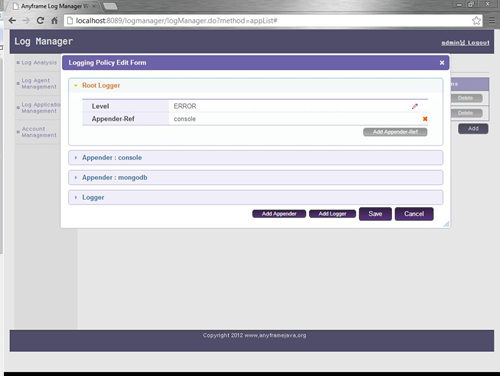 Anyframe Log Manager W
localhost:8089/logmanager/logManager.do?method=appList#
Log Manager
admin
Logout
Log Analysis
Log Agent
Management
Log Applicatio
Management
Account
Management
Logging Policy Edit Form
Root Logger
Level
ERROR
Appender-Ref
console
Add Appender-Ref
Appender : console
Appender : mongodb
Logger
Add Appender
Add Logger
Save
Cancel
Delete
Delete
Add
Copyright 2012 www.anyframejava.org